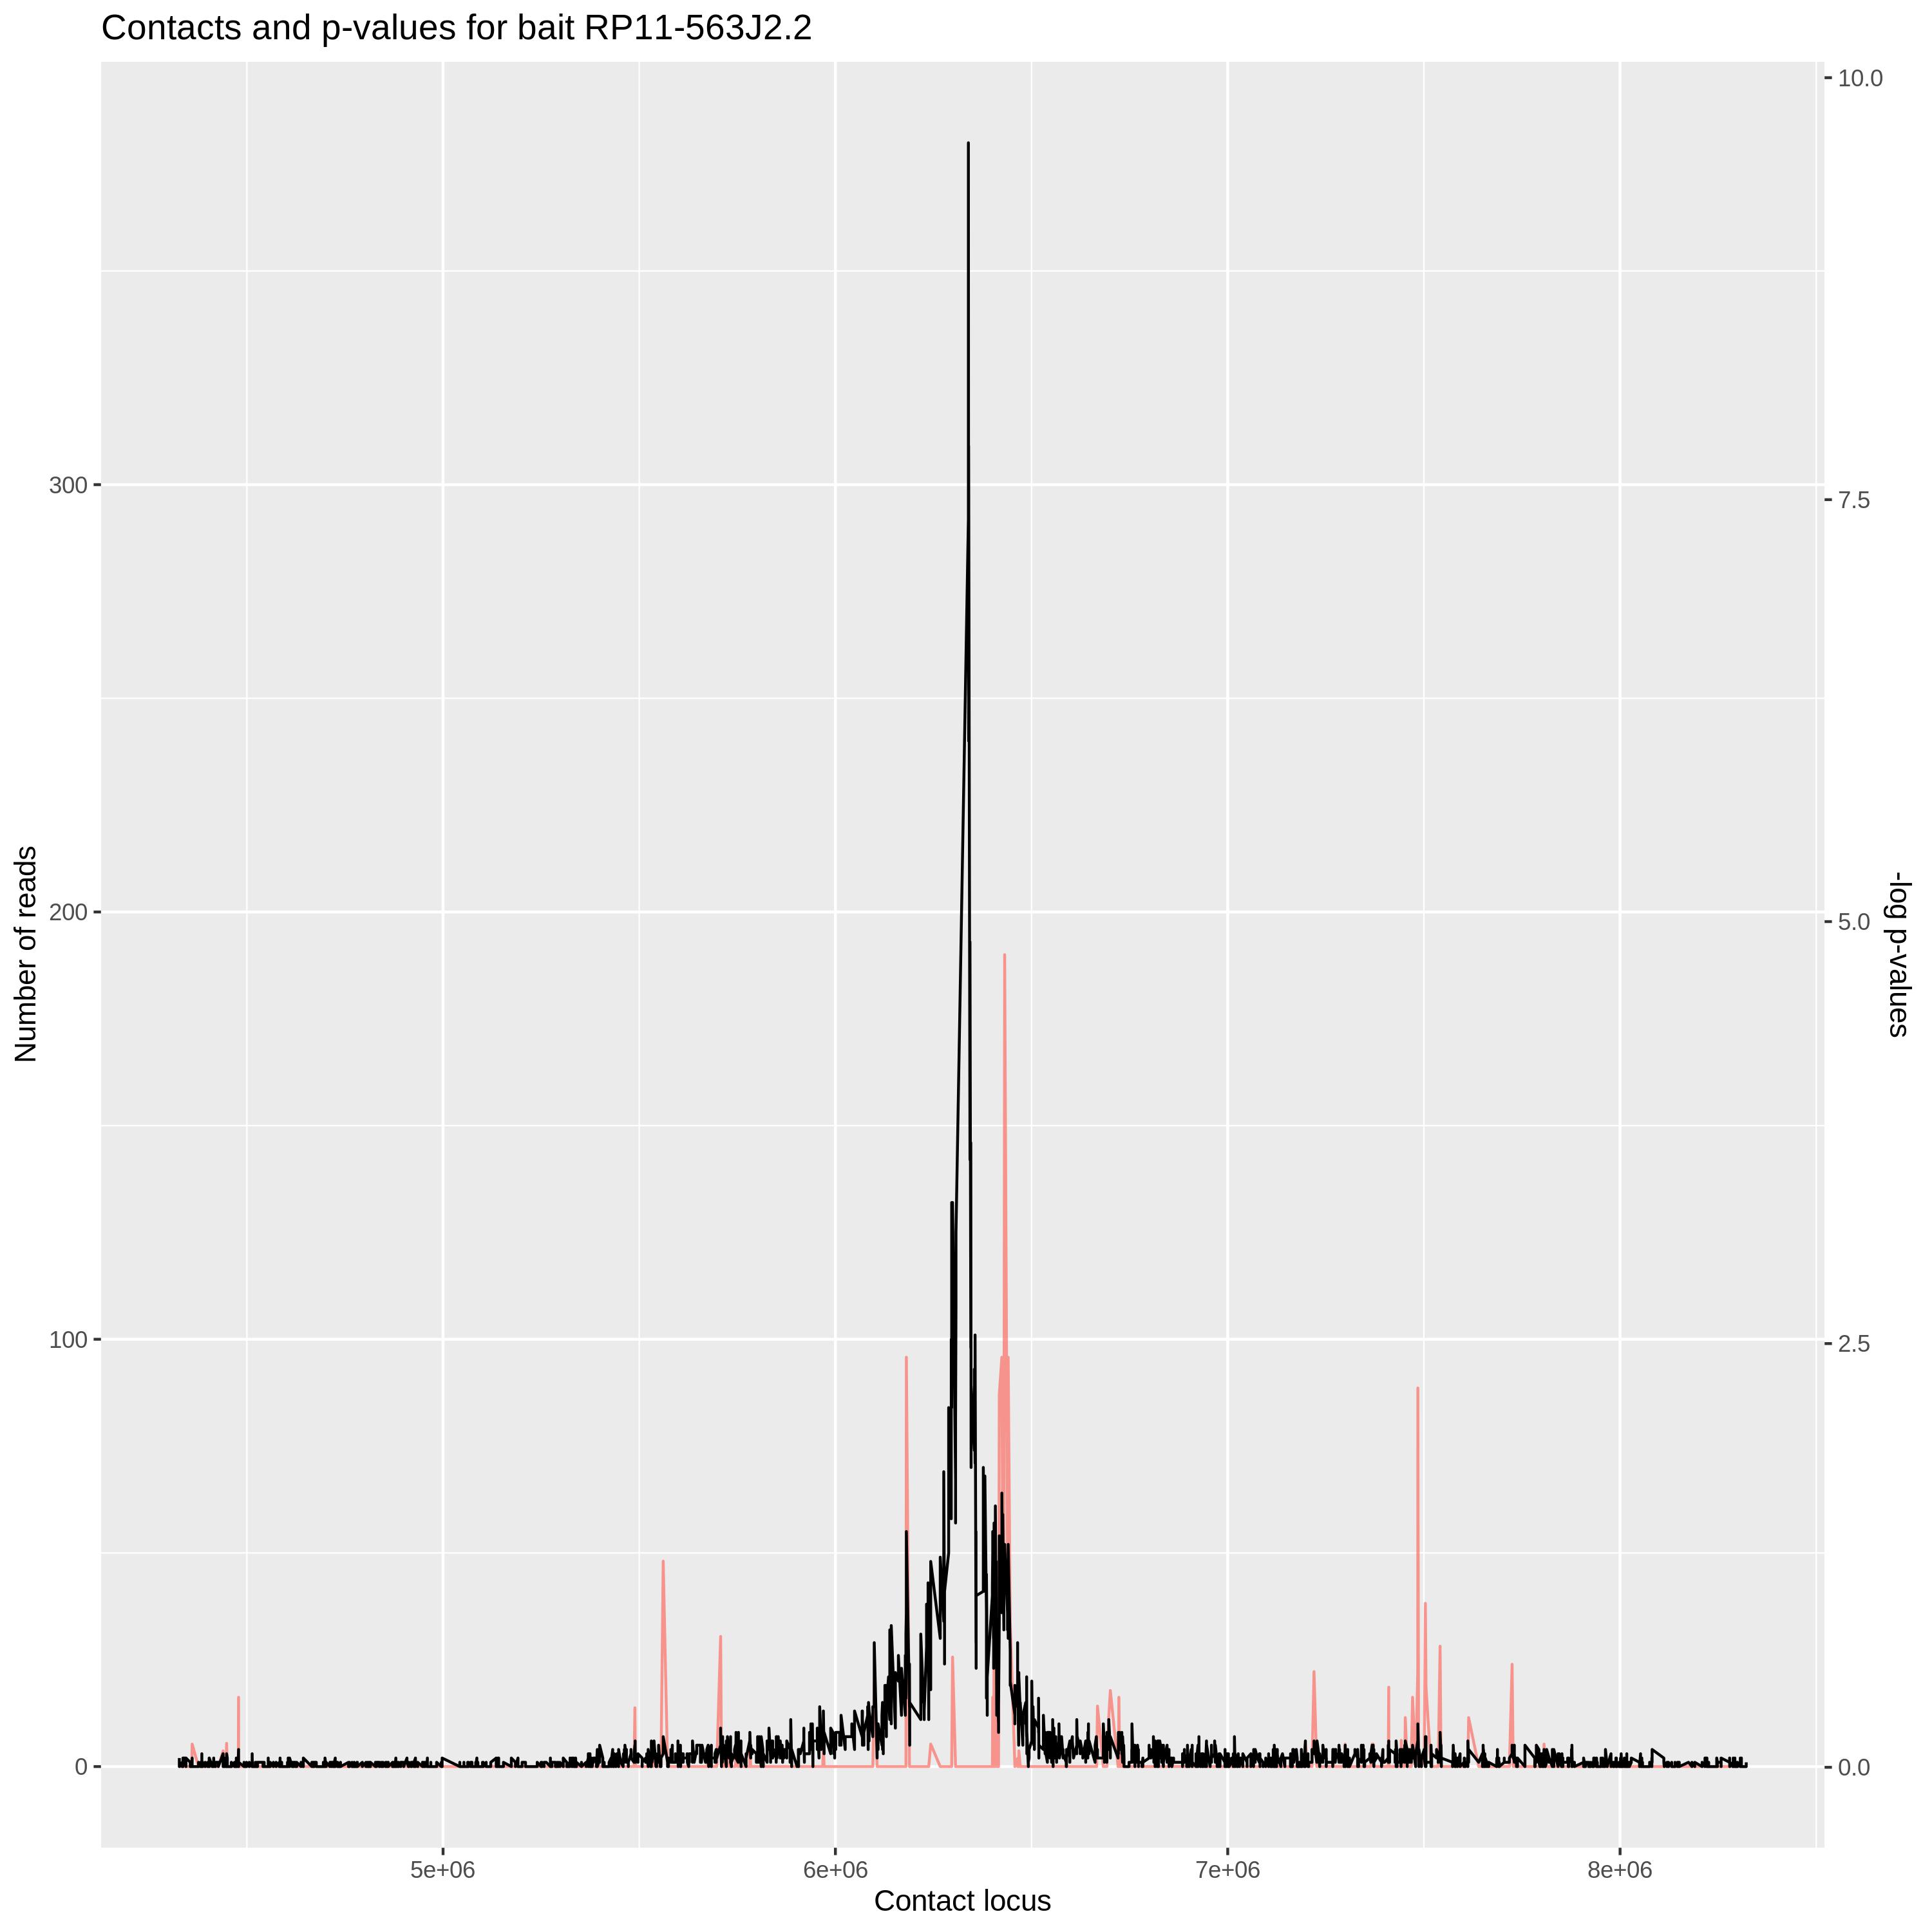 Contacts and p-values for bait RP11-563J2.2
10.0
300
7.5
200
5.0
100
2.5
0
0.0
Number of reads
-log p-values
5e+06
6e+06
7e+06
8e+06
Contact locus